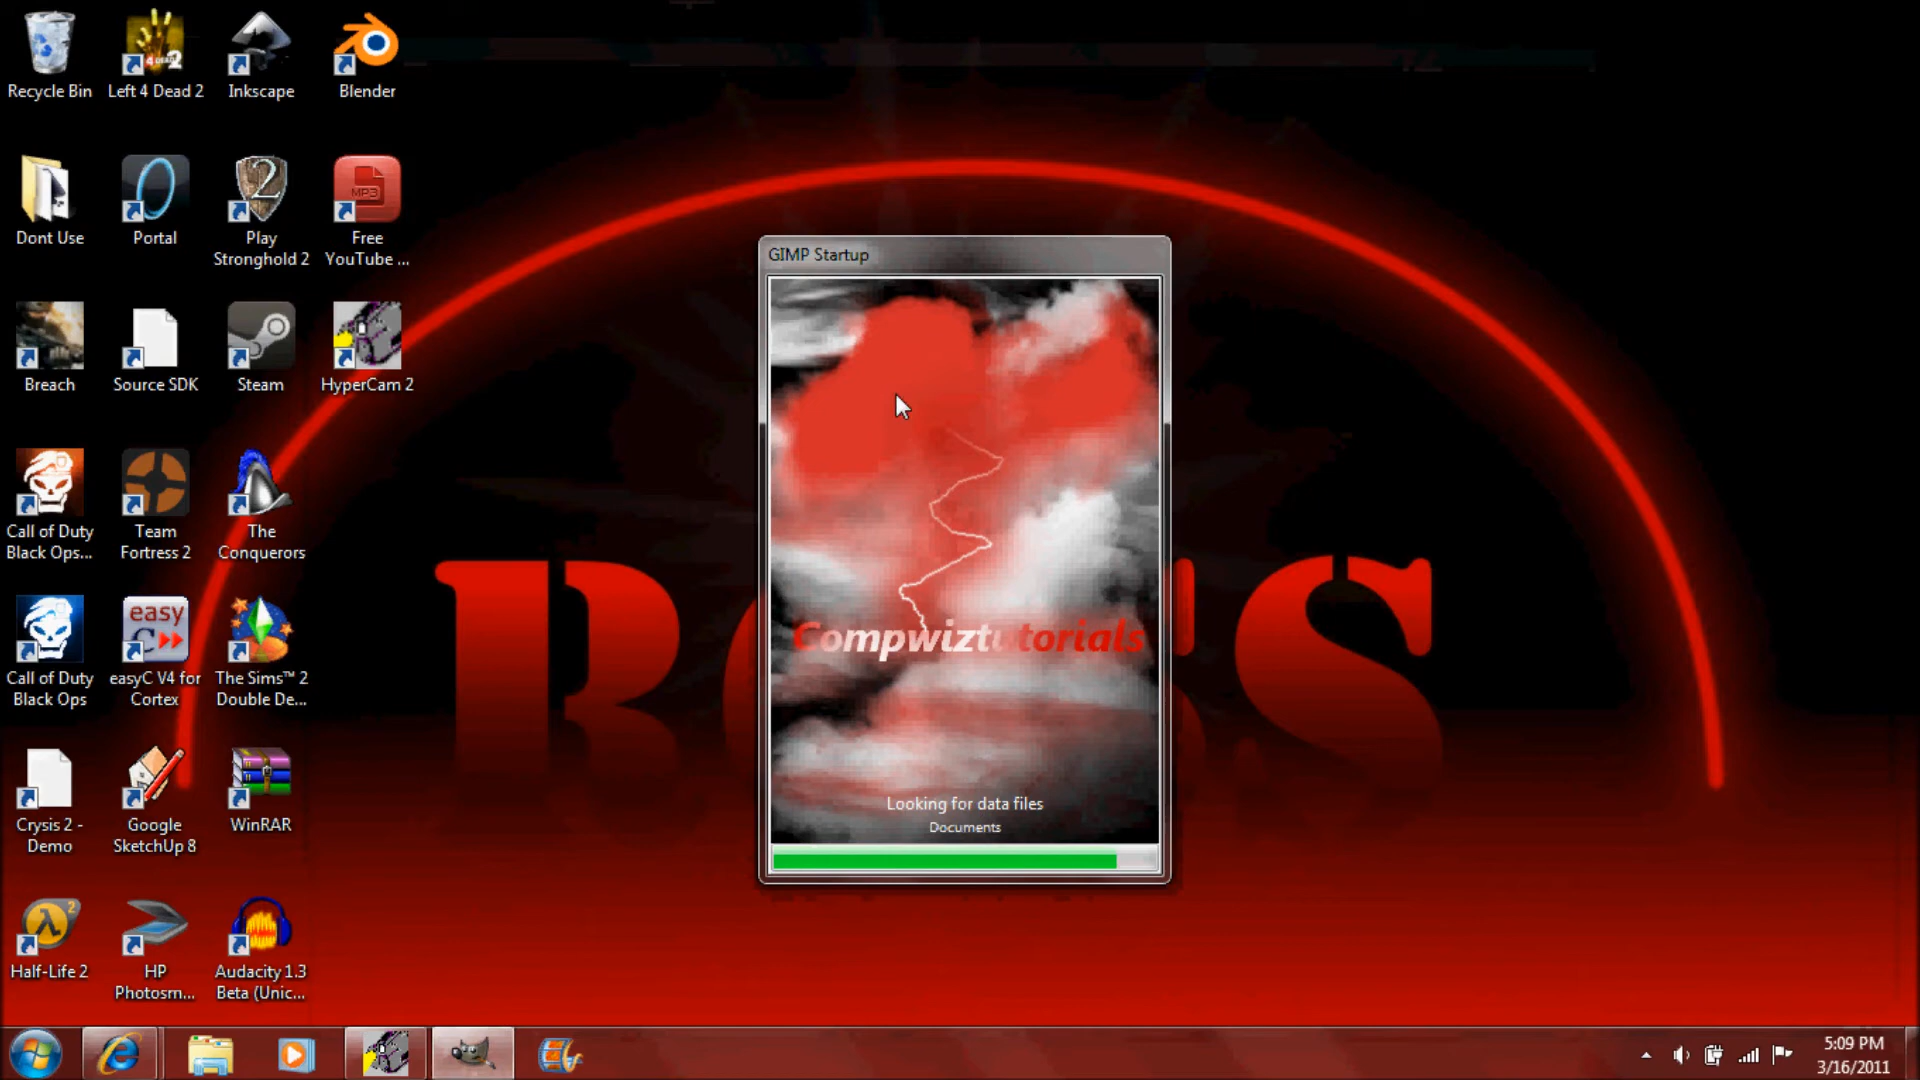 Recycle Bin
Left 4 Dead 2
Inkscape
Blender
Dont Use
Portal
Play
Stronghold 2
Free
YouTube ...
MP3
Breach
Source SDK
Steam
HyperCam 2
Call of Duty
Black Ops...
Team
Fortress 2
The
Conquerors
Call of Duty
Black Ops
easy
C
easyC V4 for
Cortex
The Sims™ 2
Double De...
Crysis 2 -
Demo
Google
SketchUp 8
WinRAR
Half-Life 2
HP
Photosm...
Audacity 1.3
Beta (Unic...
GIMP Startup
Compwiztutorials
Looking for data files
Documents
5:09 PM
3/16/2011